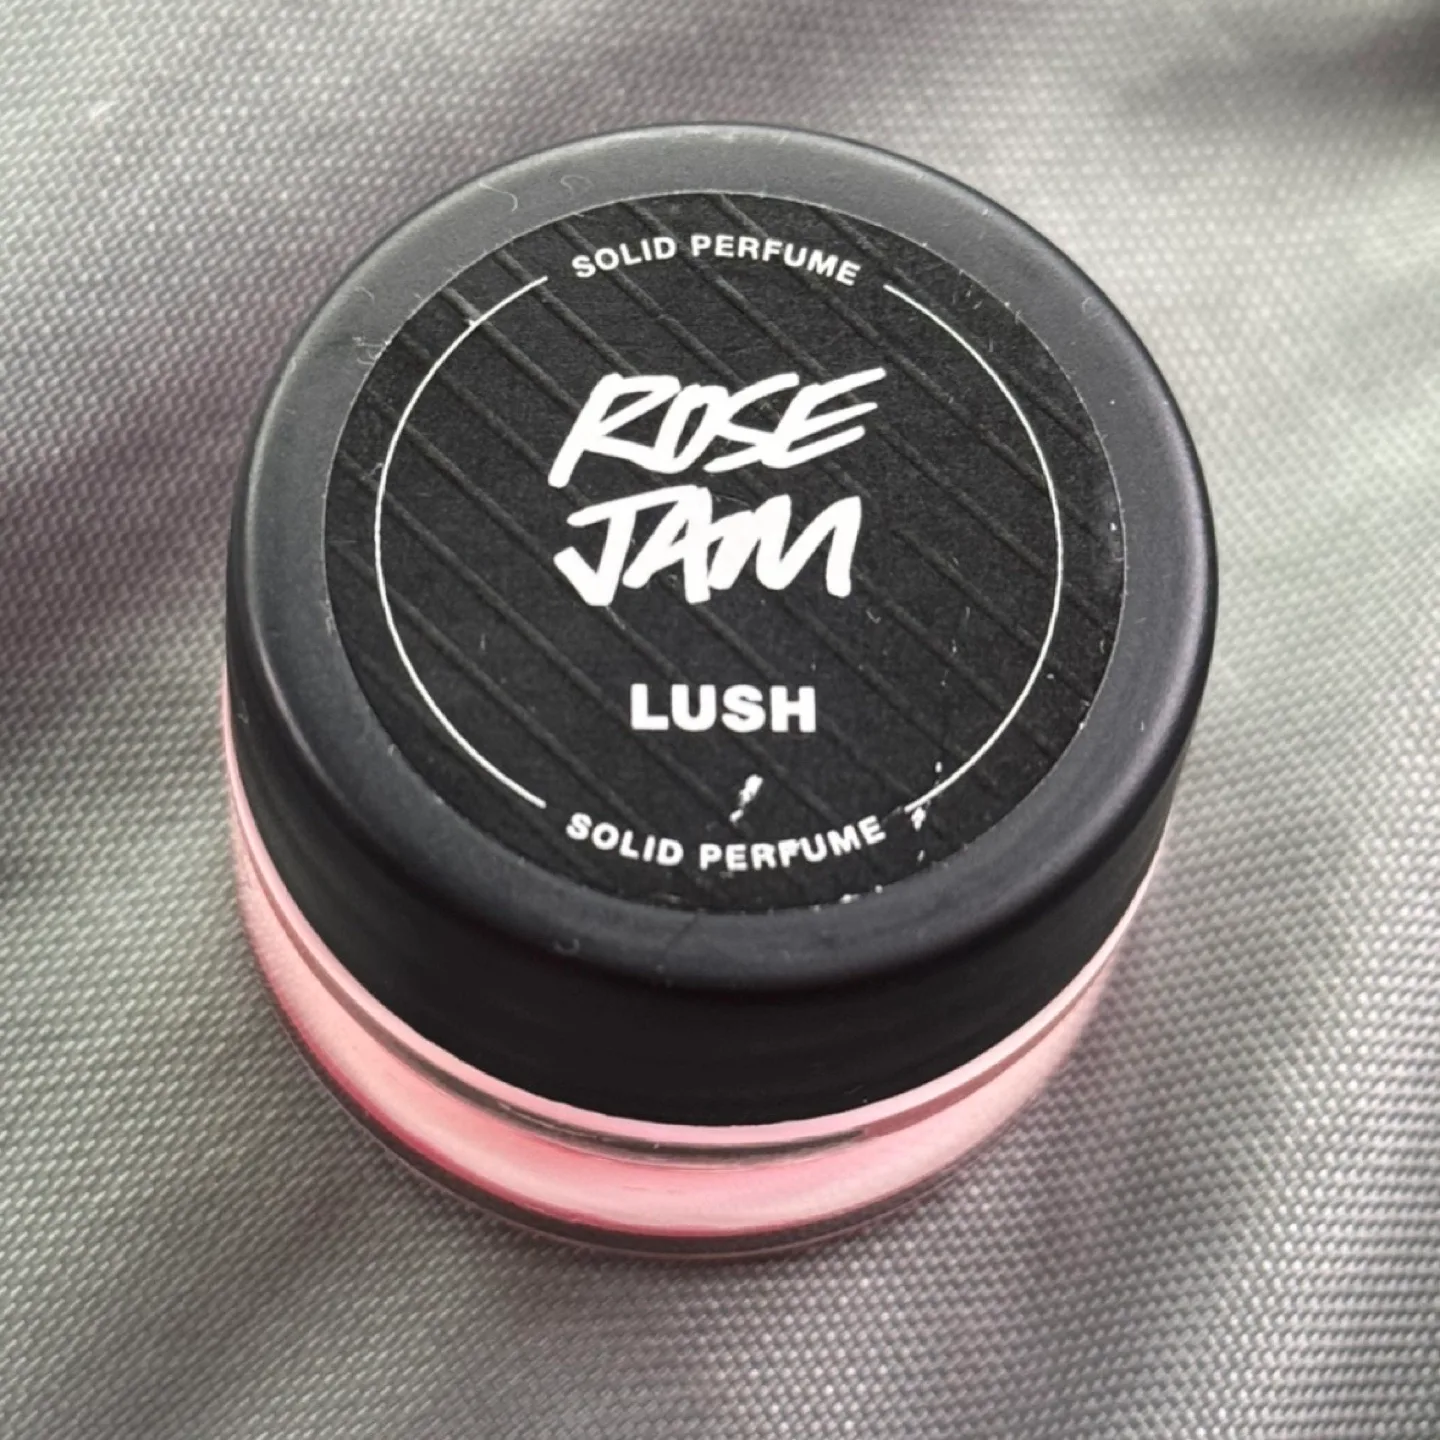 SOLID PERFUME
ROSE
JAM
LUSH
SOLID PERFUME